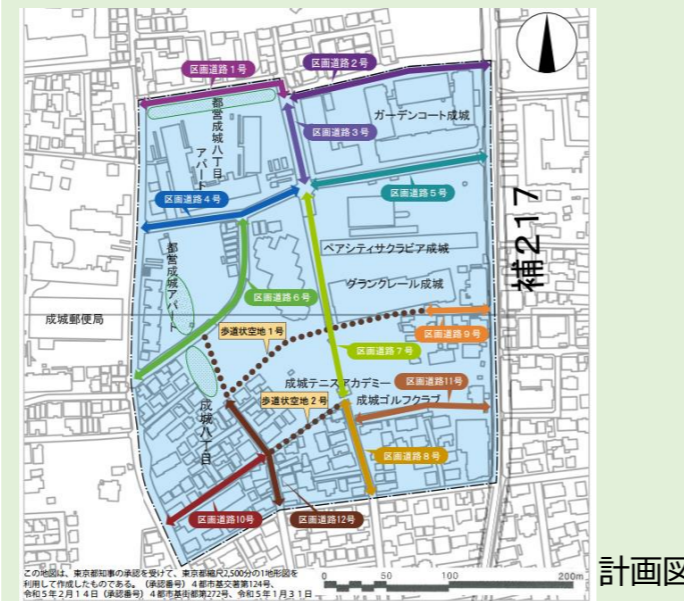 区画道路1号
区画道路2号
都営成城八丁目
アパート
区画道路3号
ガーデンコート成城
区画道路4号
区画道路5号
補217
都営成城アパート
ベアシティサクラビア成城
グランクレール成城
区画道路6号
成城郵便局
歩道状空地1号
区画道路9号
区画道路7号
成城テニスアカデミー
区画道路11号
歩道状空地2号
成城ゴルフクラブ
成城八丁目
区画道路8号
区画道路10号
区画道路12号
この地図は、東京都知事の承認を受けて、東京都縮尺2,500分の1地形図を
利用して作成したものである。（承認番号）４都市基交著第124号、
令和５年２月１４日（承認番号）４都市基街都第272号、令和５年１月３１日
0 50 100 200m
計画図